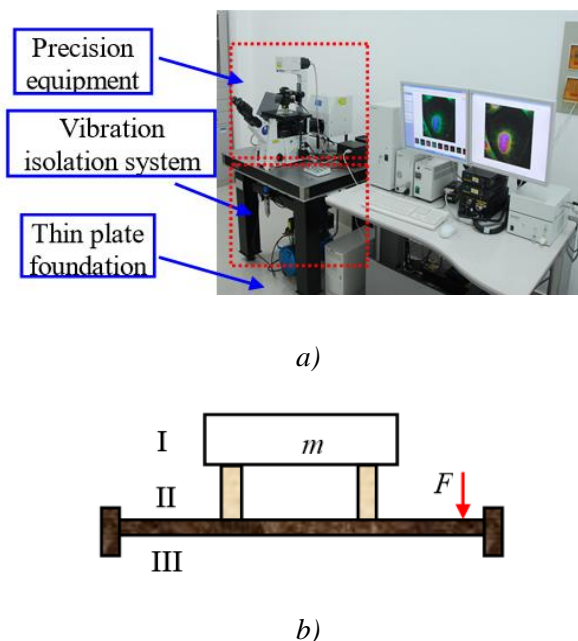 Precision
equipment
Vibration
isolation system
Thin plate
foundation
a)
I
m
II
F
III
b)